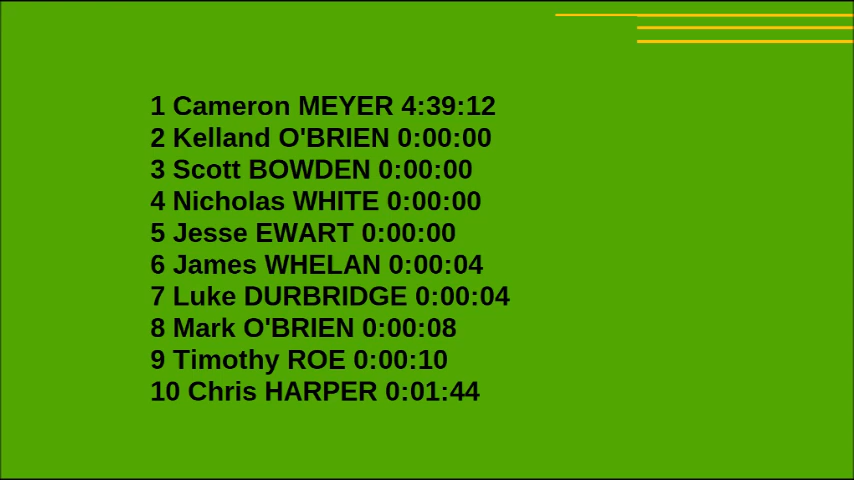 1 Cameron MEYER 4:39:12
2 Kelland O'BRIEN 0:00:00
3 Scott BOWDEN 0:00:00
4 Nicholas WHITE 0:00:00
5 Jesse EWART 0:00:00
6 James WHELAN 0:00:04
7 Luke DURBRIDGE 0:00:04
8 Mark O'BRIEN 0:00:08
9 Timothy ROE 0:00:10
10 Chris HARPER 0:01:44